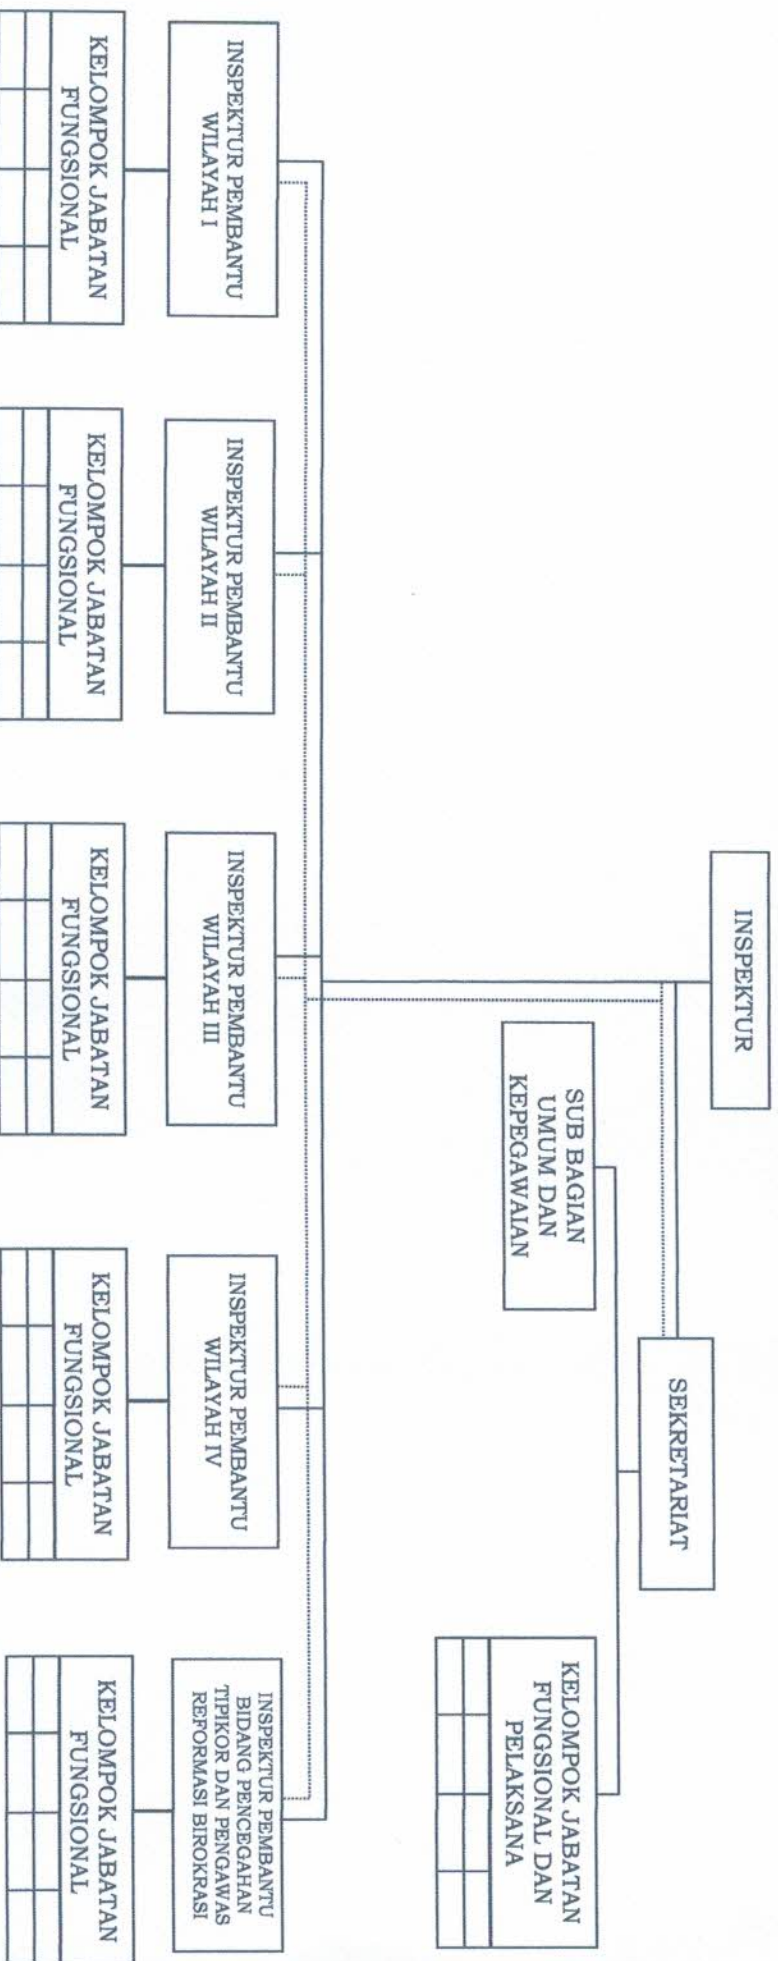 INSPEKTUR
SEKRETARIAT
SUB BAGIAN
UMUM DAN
KEPEGAWAIAN
KELOMPOK JABATAN
FUNGSIONAL DAN
PELAKSANA
INSPEKTUR PEMBANTU
WILAYAH I
INSPEKTUR PEMBANTU
WILAYAH II
INSPEKTUR PEMBANTU
WILAYAH III
INSPEKTUR PEMBANTU
WILAYAH IV
INSPEKTUR PEMBANTU
BIDANG PENCEGAHAN
TIPIKOR DAN PENGAWAS
REFORMASI BIROKRASI
KELOMPOK JABATAN
FUNGSIONAL
KELOMPOK JABATAN
FUNGSIONAL
KELOMPOK JABATAN
FUNGSIONAL
KELOMPOK JABATAN
FUNGSIONAL
KELOMPOK JABATAN
FUNGSIONAL